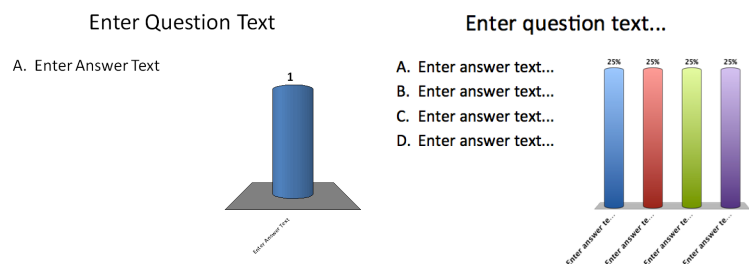 Enter Question Text
A. Enter Answer Text
1
Enter Answer Text
Enter question text...
A. Enter answer text...
B. Enter answer text...
C. Enter answer text...
D. Enter answer text...
25% 25% 25% 25%
Enter answer te...
Enter answer te...
Enter answer te...
Enter answer te...